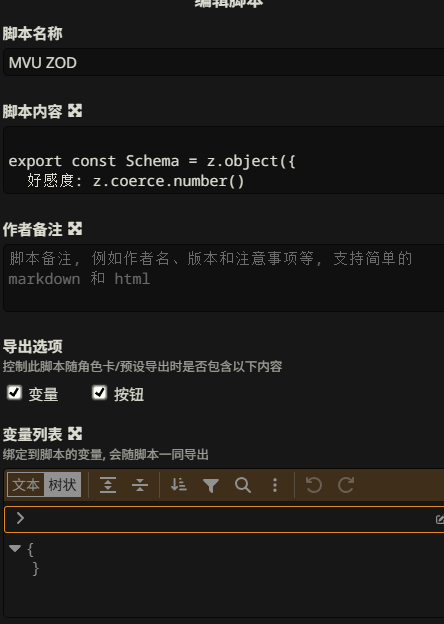 编辑脚本
脚本名称
MVU ZOD
脚本内容
export const Schema = z.object({
好感度: z.coerce.number()
作者备注
脚本备注, 例如作者名、版本和注意事项等, 支持简单的
markdown 和 html
导出选项
控制此脚本随角色卡/预设导出时是否包含以下内容
变量 按钮
变量列表
绑定到脚本的变量, 会随脚本一同导出
文本 树状
{
}